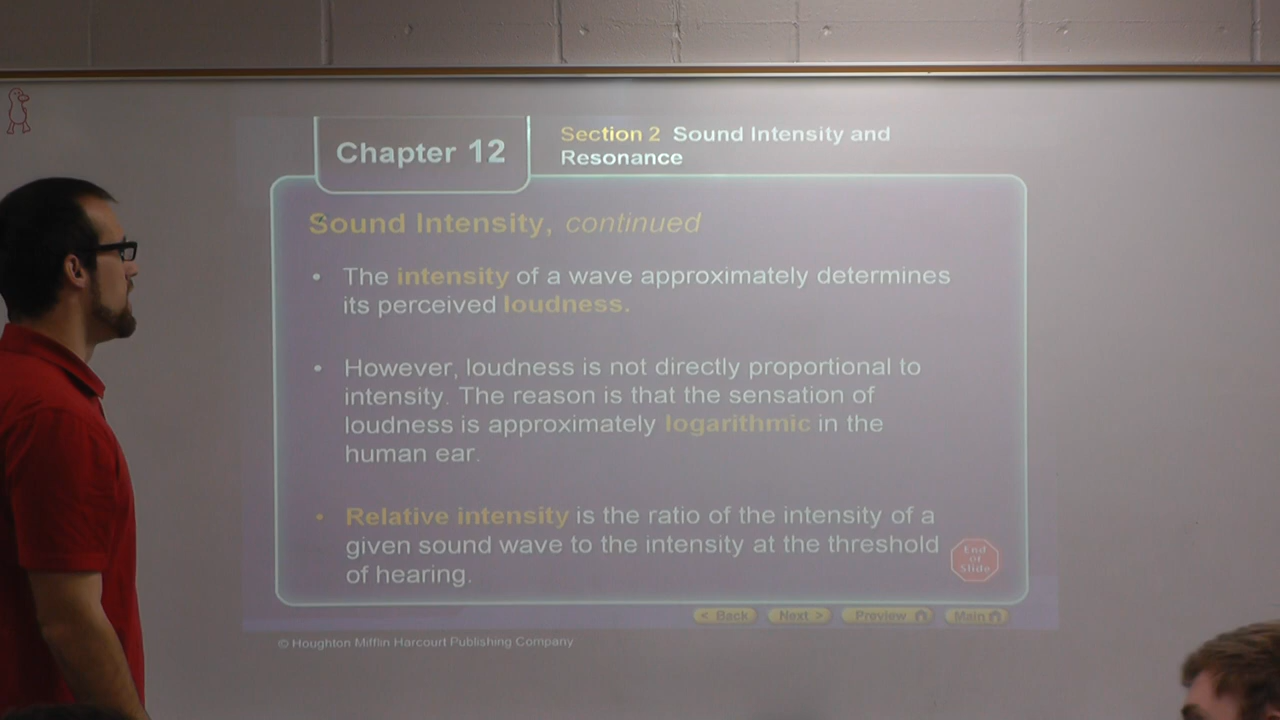 Chapter 12
Section 2 Sound Intensity and
Resonance
Sound Intensity, continued
• The intensity of a wave approximately determines
its perceived loudness.
• However, loudness is not directly proportional to
intensity. The reason is that the sensation of
loudness is approximately logarithmic in the
human ear.
• Relative intensity is the ratio of the intensity of a
given sound wave to the intensity at the threshold
of hearing.
End
of
Slide
< Back Next > Preview Main
© Houghton Mifflin Harcourt Publishing Company